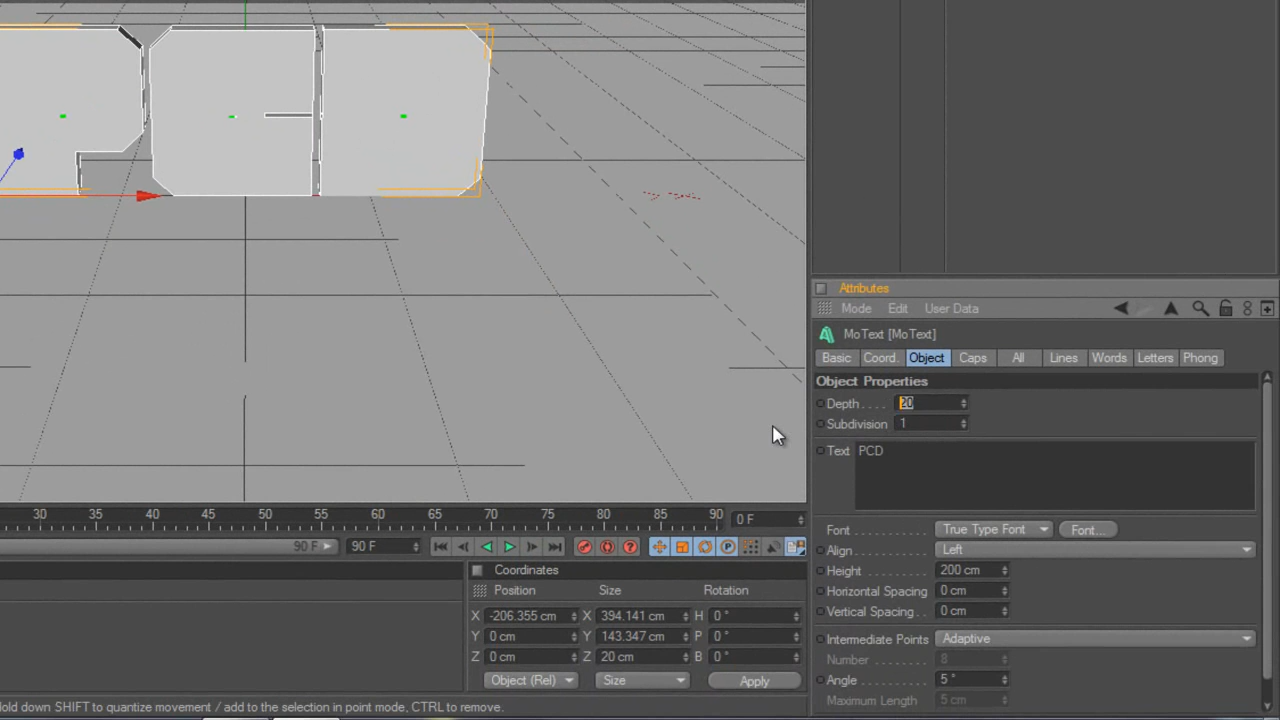 Attributes
Mode Edit User Data
MoText [MoText]
Basic Coord. Object Caps All Lines Words Letters Phong
Object Properties
Depth . . . . 20
Subdivision 1
Text PCD
30 35 40 45 50 55 60 65 70 75 80 85 90 0 F
90 F 90 F
Font True Type Font Font...
Align Left
Height 200 cm
Horizontal Spacing 0 cm
Vertical Spacing 0 cm
Intermediate Points Adaptive
Number 8
Angle 5 °
Maximum Length 5 cm
Coordinates
Position Size Rotation
X -206.355 cm X 394.141 cm H 0 °
Y 0 cm Y 143.347 cm P 0 °
Z 0 cm Z 20 cm B 0 °
Object (Rel) Size Apply
old down SHIFT to quantize movement / add to the selection in point mode, CTRL to remove.